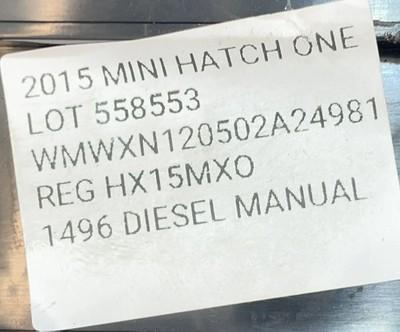 2015 MINI HATCH ONE
LOT 558553
WMWXN120502A24981
REG HX15MXO
1496 DIESEL MANUAL